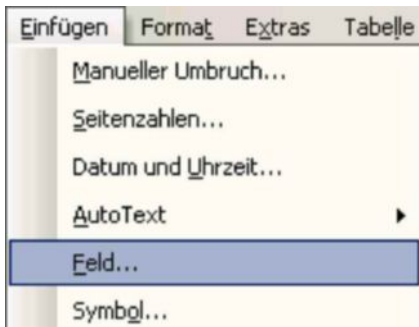 Einfügen Format Extras Tabelle
Manueller Umbruch...
Seitenzahlen...
Datum und Uhrzeit...
AutoText
Feld...
Symbol...